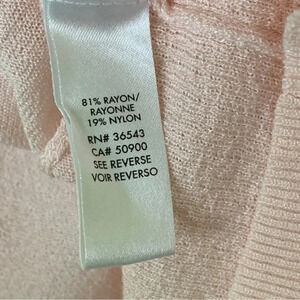 81% RAYON/
RAYONNE
19% NYLON
RN# 36543
CA# 50900
SEE REVERSE
VOIR REVERSO